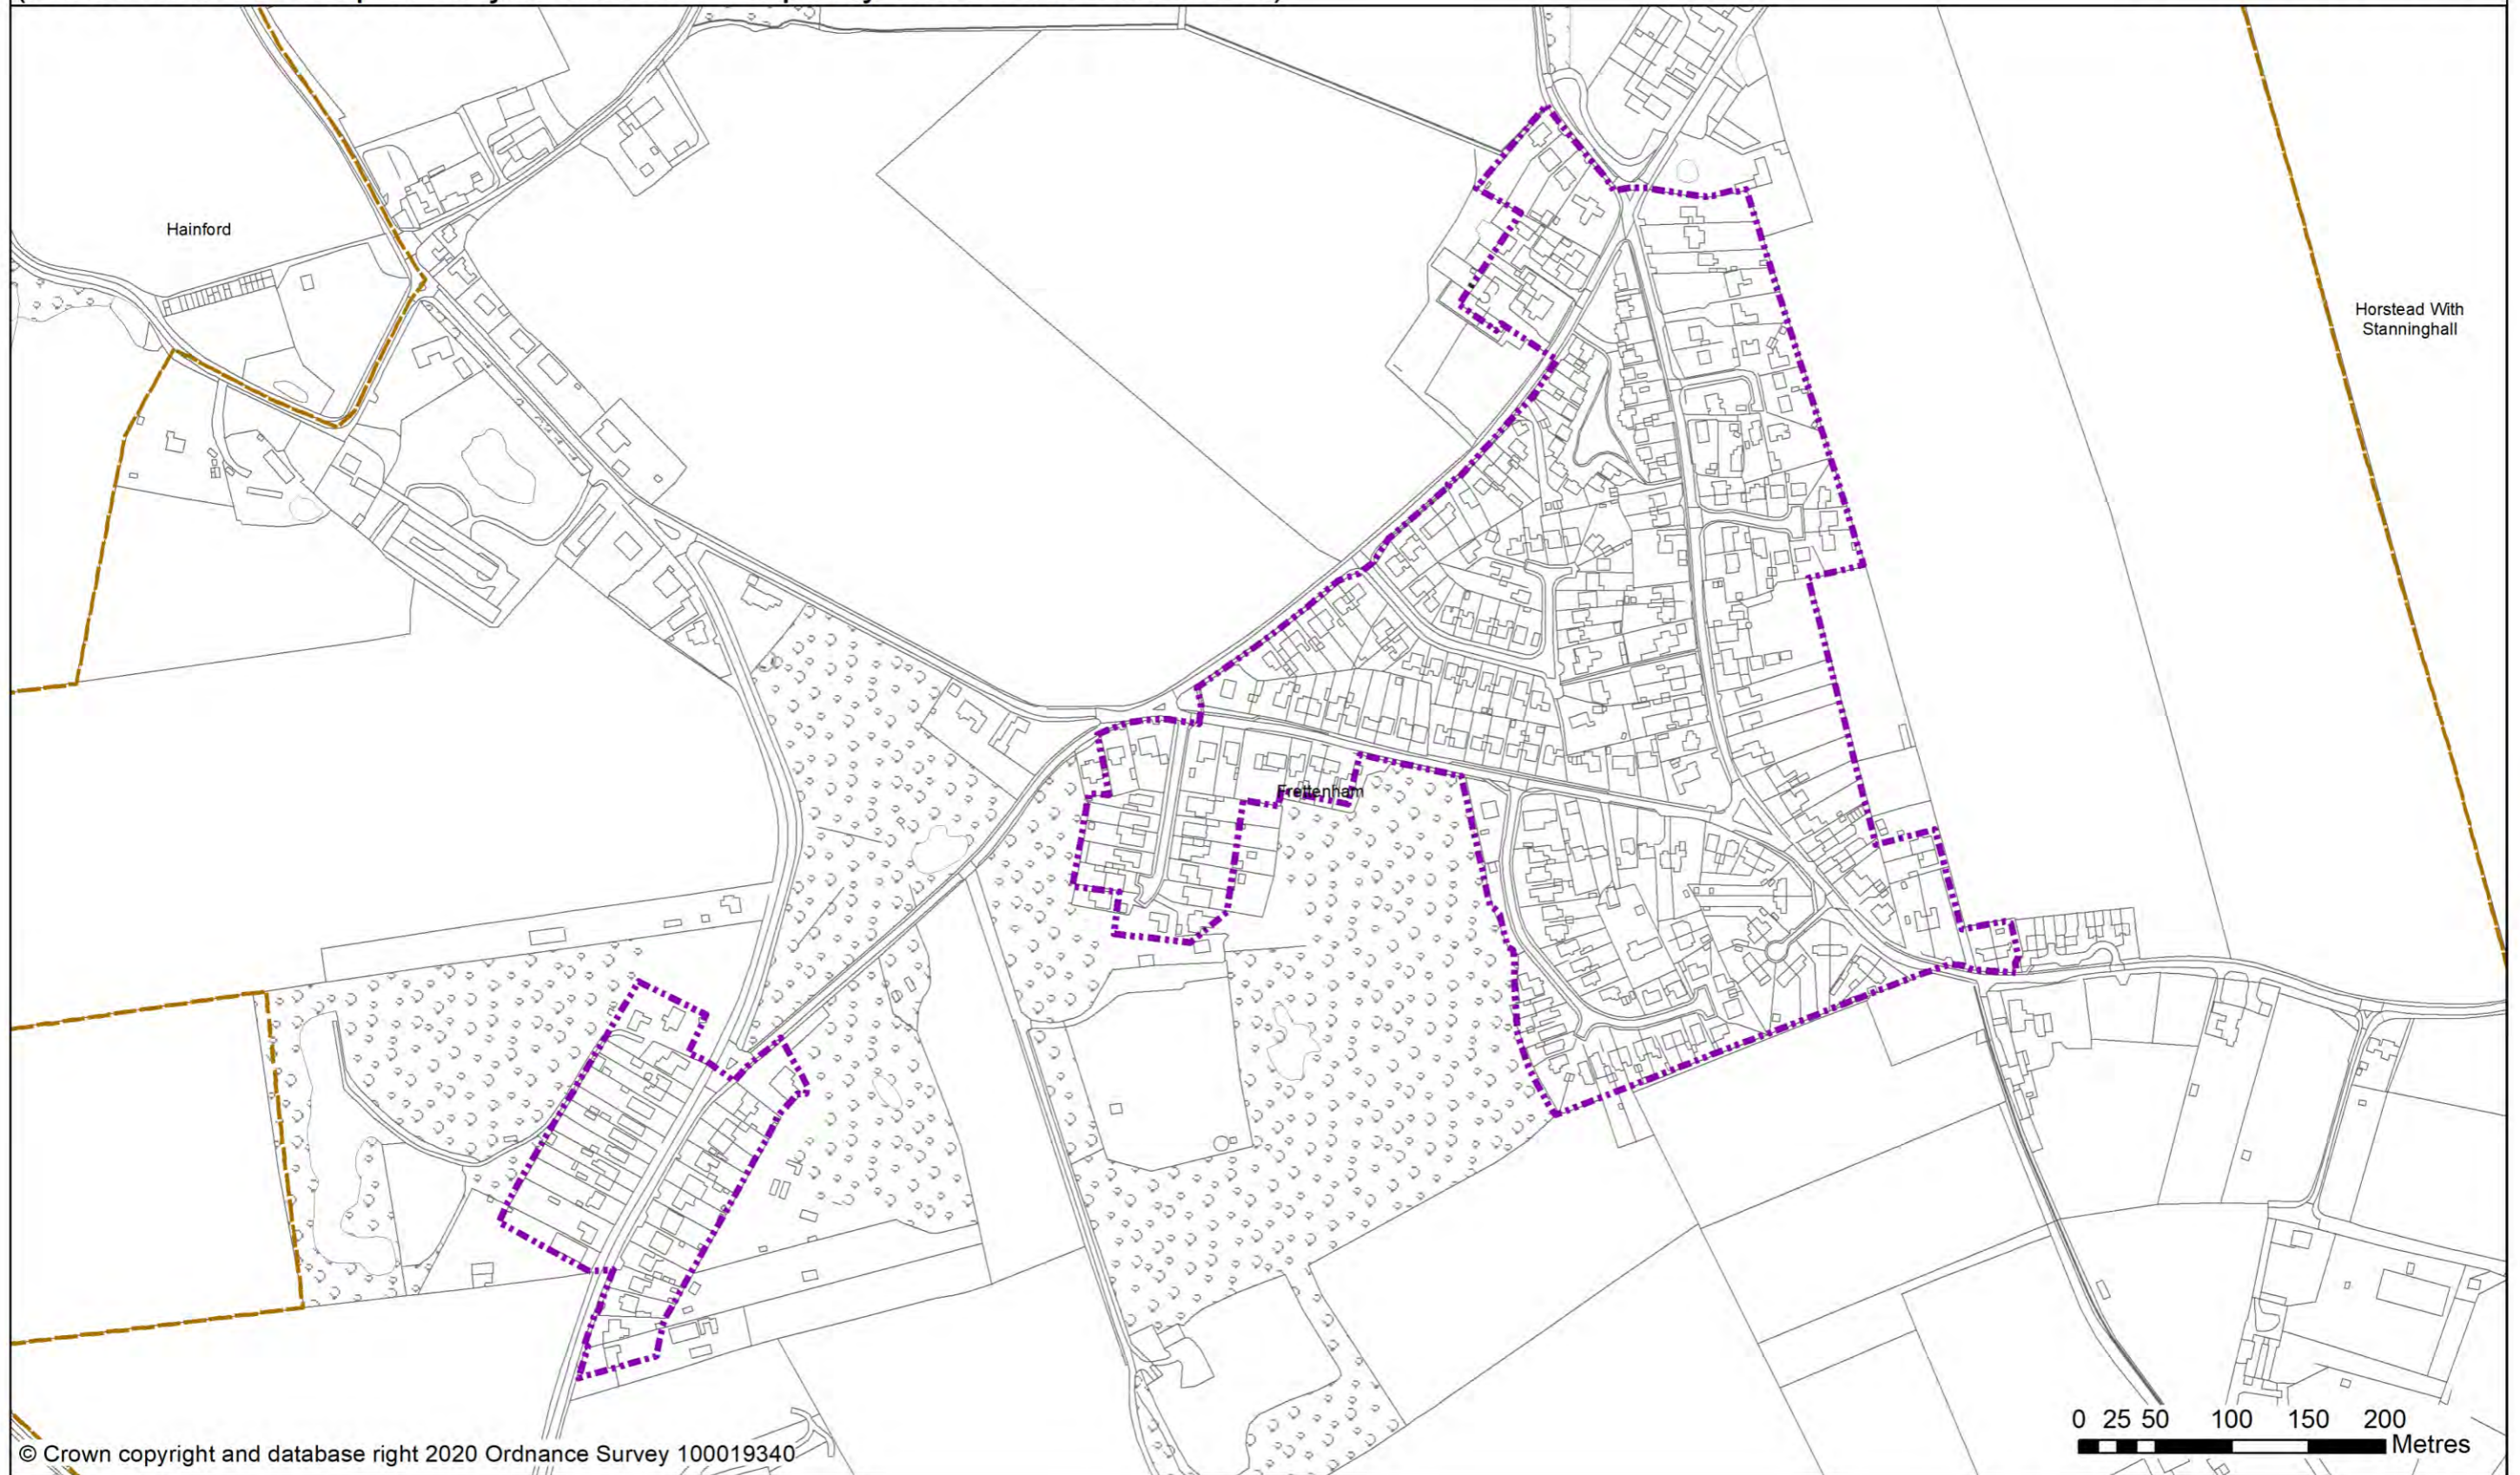 Hainford
Horstead With
Stanninghall
Frettenham
0 25 50 100 150 200
Metres
© Crown copyright and database right 2020 Ordnance Survey 100019340